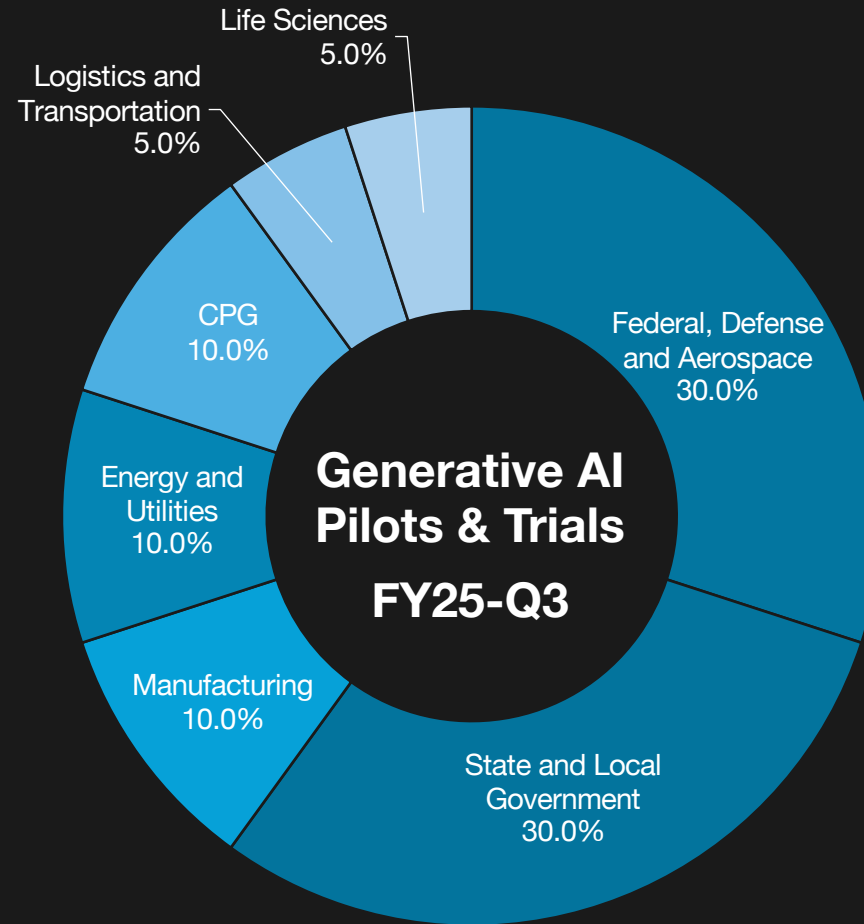 Life Sciences
5.0%
Logistics and
Transportation
5.0%
CPG
10.0%
Federal, Defense
and Aerospace
30.0%
Energy and
Utilities
10.0%
Generative AI
Pilots & Trials
FY25-Q3
Manufacturing
10.0%
State and Local
Government
30.0%